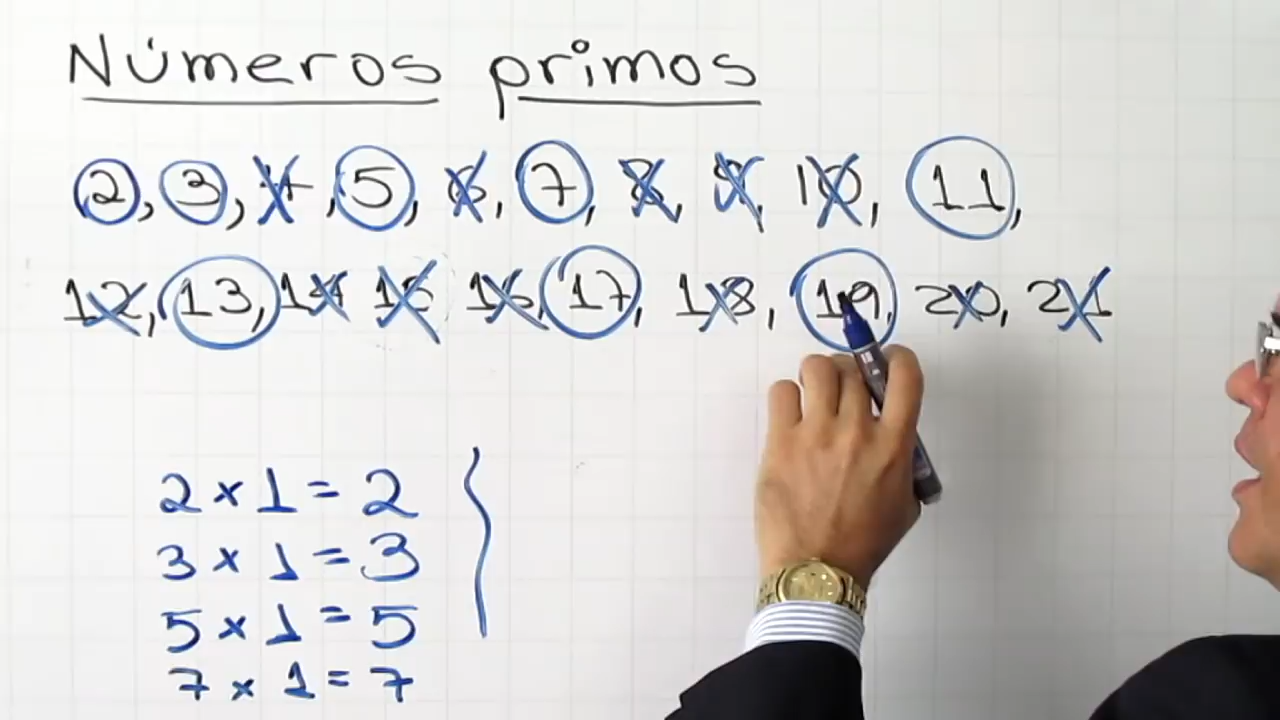 Números primos
2, 3, 4, 5, 6, 7, 8, 9, 10, 11,
12, 13, 14 15 16 17, 18, 19, 20, 21
2 x 1 = 2
3 x 1 = 3
5 x 1 = 5
7 x 1 = 7